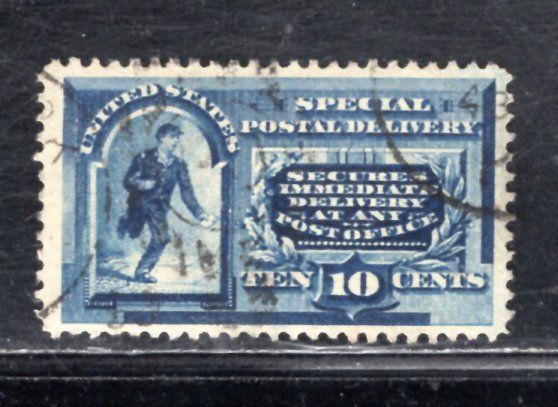 UNITED STATES
SPECIAL
POSTAL DELIVERY
SECURES
IMMEDIATE
DELIVERY
AT ANY
POST OFFICE
TEN 10 CENTS